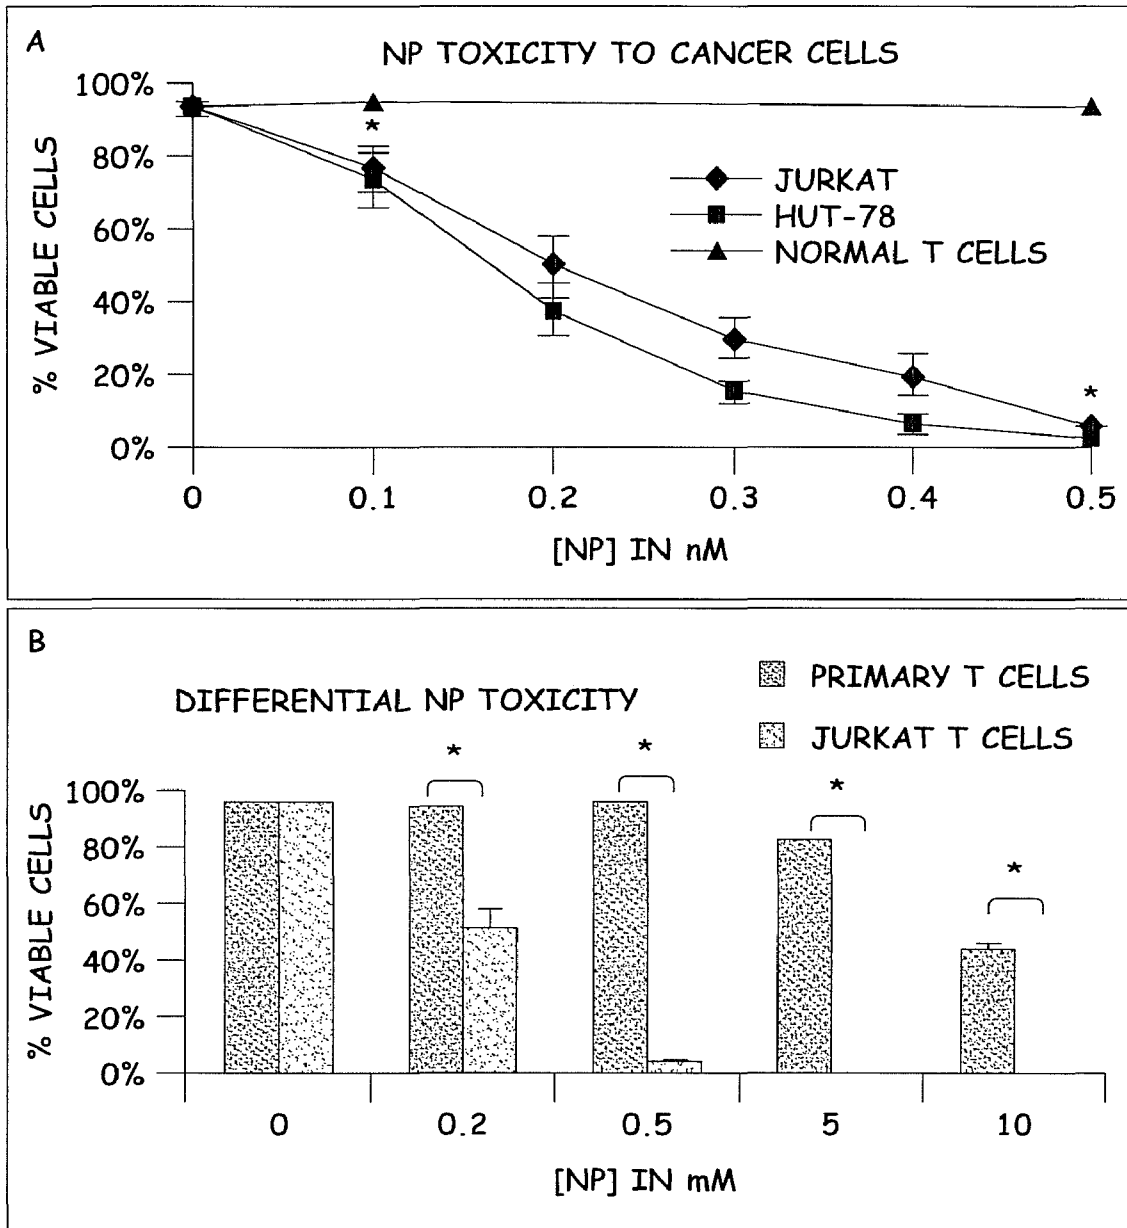 A
NP TOXICITY TO CANCER CELLS
100%
80%
60%
40%
20%
0%
% VIABLE CELLS
*
JURKAT
HUT-78
NORMAL T CELLS
*
0 0.1 0.2 0.3 0.4 0.5
[NP] IN nM
B
PRIMARY T CELLS
JURKAT T CELLS
DIFFERENTIAL NP TOXICITY
* * * *
100%
80%
60%
40%
20%
0%
% VIABLE CELLS
0 0.2 0.5 5 10
[NP] IN mM